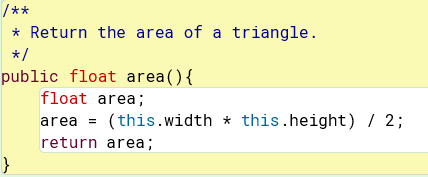 /**
 * Return the area of a triangle.
 */
public float area(){
    float area;
    area = (this.width * this.height) / 2;
    return area;
}